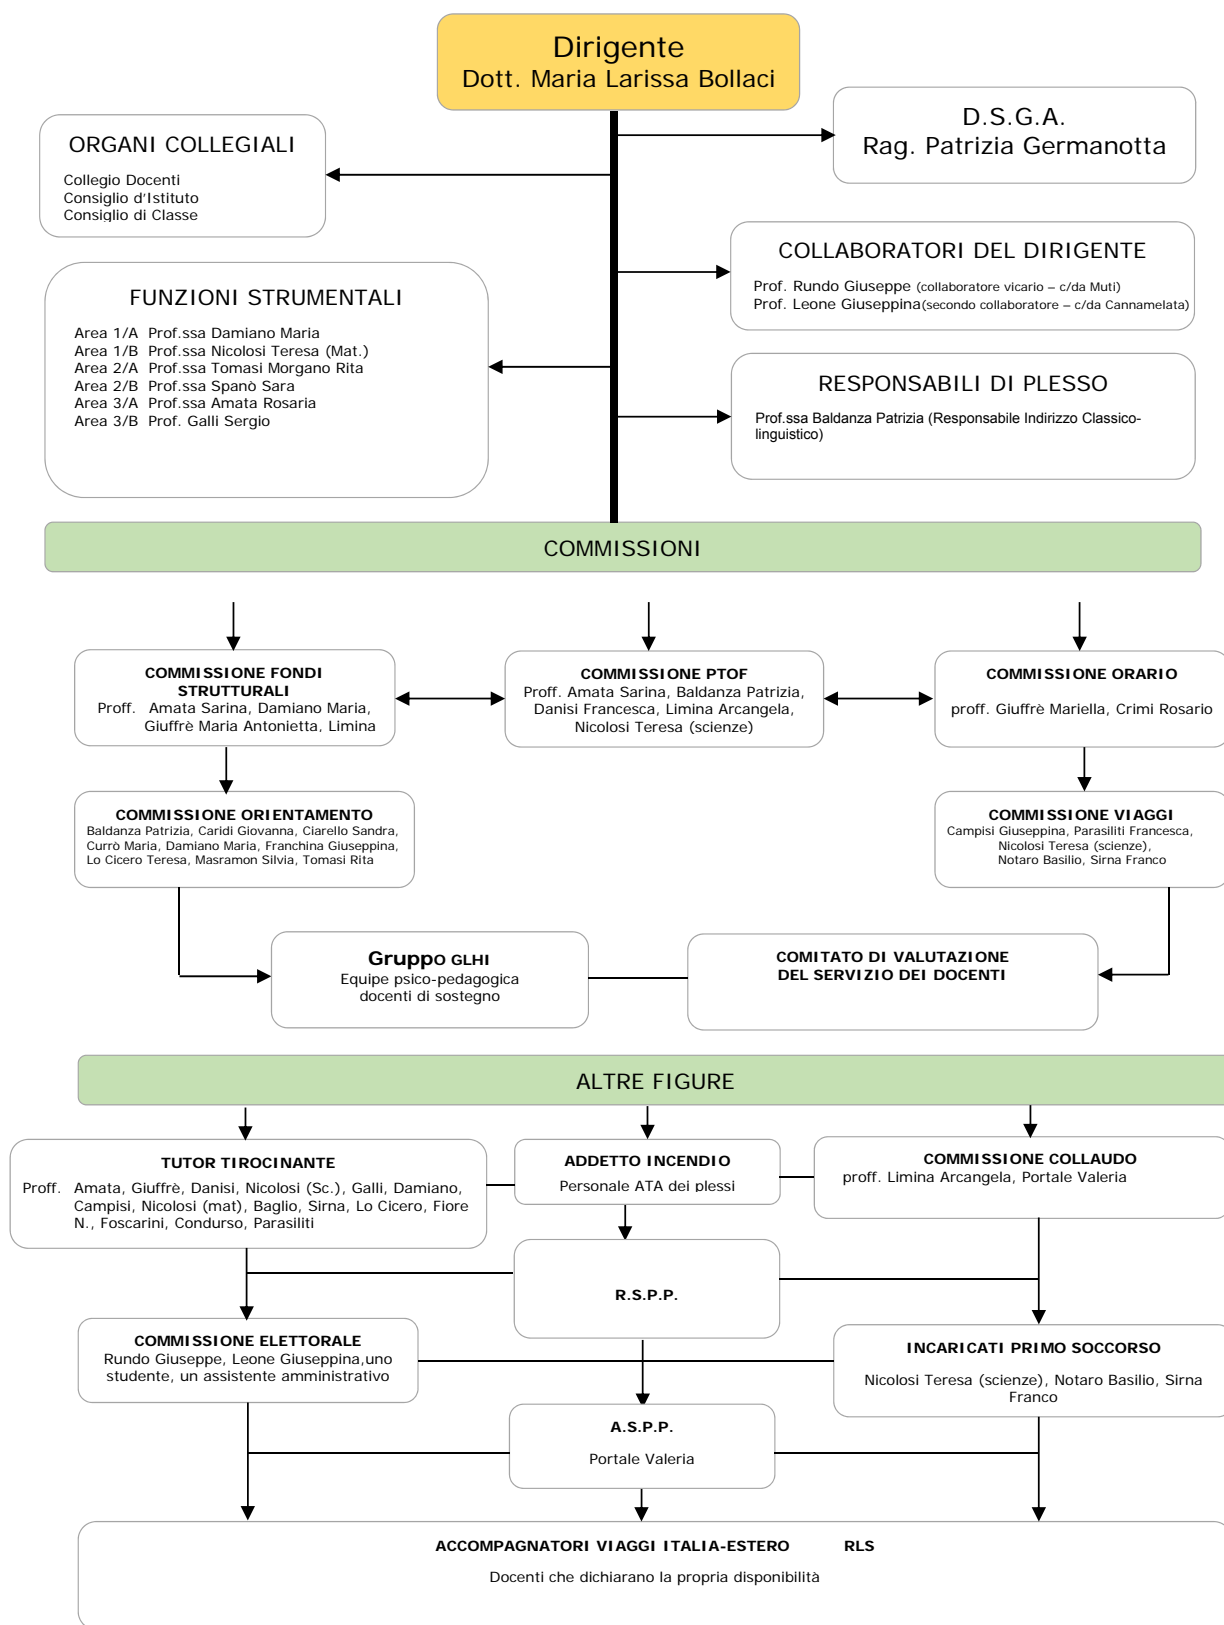 Dirigente
Dott. Maria Larissa Bollaci
D.S.G.A.
Rag. Patrizia Germanotta
ORGANI COLLEGIALI
Collegio Docenti
Consiglio d'Istituto
Consiglio di Classe
COLLABORATORI DEL DIRIGENTE
Prof. Rundo Giuseppe (collaboratore vicario – c/da Muti)
Prof. Leone Giuseppina(secondo collaboratore – c/da Cannamelata)
FUNZIONI STRUMENTALI
Area 1/A Prof.ssa Damiano Maria
Area 1/B Prof.ssa Nicolosi Teresa (Mat.)
Area 2/A Prof.ssa Tomasi Morgano Rita
Area 2/B Prof.ssa Spanò Sara
Area 3/A Prof.ssa Amata Rosaria
Area 3/B Prof. Galli Sergio
RESPONSABILI DI PLESSO
Prof.ssa Baldanza Patrizia (Responsabile Indirizzo Classico-
linguistico)
COMMISSIONI
COMMISSIONE FONDI
STRUTTURALI
Proff. Amata Sarina, Damiano Maria,
Giuffrè Maria Antonietta, Limina
COMMISSIONE PTOF
Proff. Amata Sarina, Baldanza Patrizia,
Danisi Francesca, Limina Arcangela,
Nicolosi Teresa (scienze)
COMMISSIONE ORARIO
proff. Giuffrè Mariella, Crimi Rosario
COMMISSIONE ORIENTAMENTO
Baldanza Patrizia, Caridi Giovanna, Ciarello Sandra,
Currò Maria, Damiano Maria, Franchina Giuseppina,
Lo Cicero Teresa, Masramon Silvia, Tomasi Rita
COMMISSIONE VIAGGI
Campisi Giuseppina, Parasiliti Francesca,
Nicolosi Teresa (scienze),
Notaro Basilio, Sirna Franco
GruppO GLHI
Equipe psico-pedagogica
docenti di sostegno
COMITATO DI VALUTAZIONE
DEL SERVIZIO DEI DOCENTI
ALTRE FIGURE
TUTOR TIROCINANTE
Proff. Amata, Giuffrè, Danisi, Nicolosi (Sc.), Galli, Damiano,
Campisi, Nicolosi (mat), Baglio, Sirna, Lo Cicero, Fiore
N., Foscarini, Condurso, Parasiliti
ADDETTO INCENDIO
Personale ATA dei plessi
COMMISSIONE COLLAUDO
proff. Limina Arcangela, Portale Valeria
R.S.P.P.
COMMISSIONE ELETTORALE
Rundo Giuseppe, Leone Giuseppina,uno
studente, un assistente amministrativo
INCARICATI PRIMO SOCCORSO
Nicolosi Teresa (scienze), Notaro Basilio, Sirna
Franco
A.S.P.P.
Portale Valeria
ACCOMPAGNATORI VIAGGI ITALIA-ESTERO RLS
Docenti che dichiarano la propria disponibilità